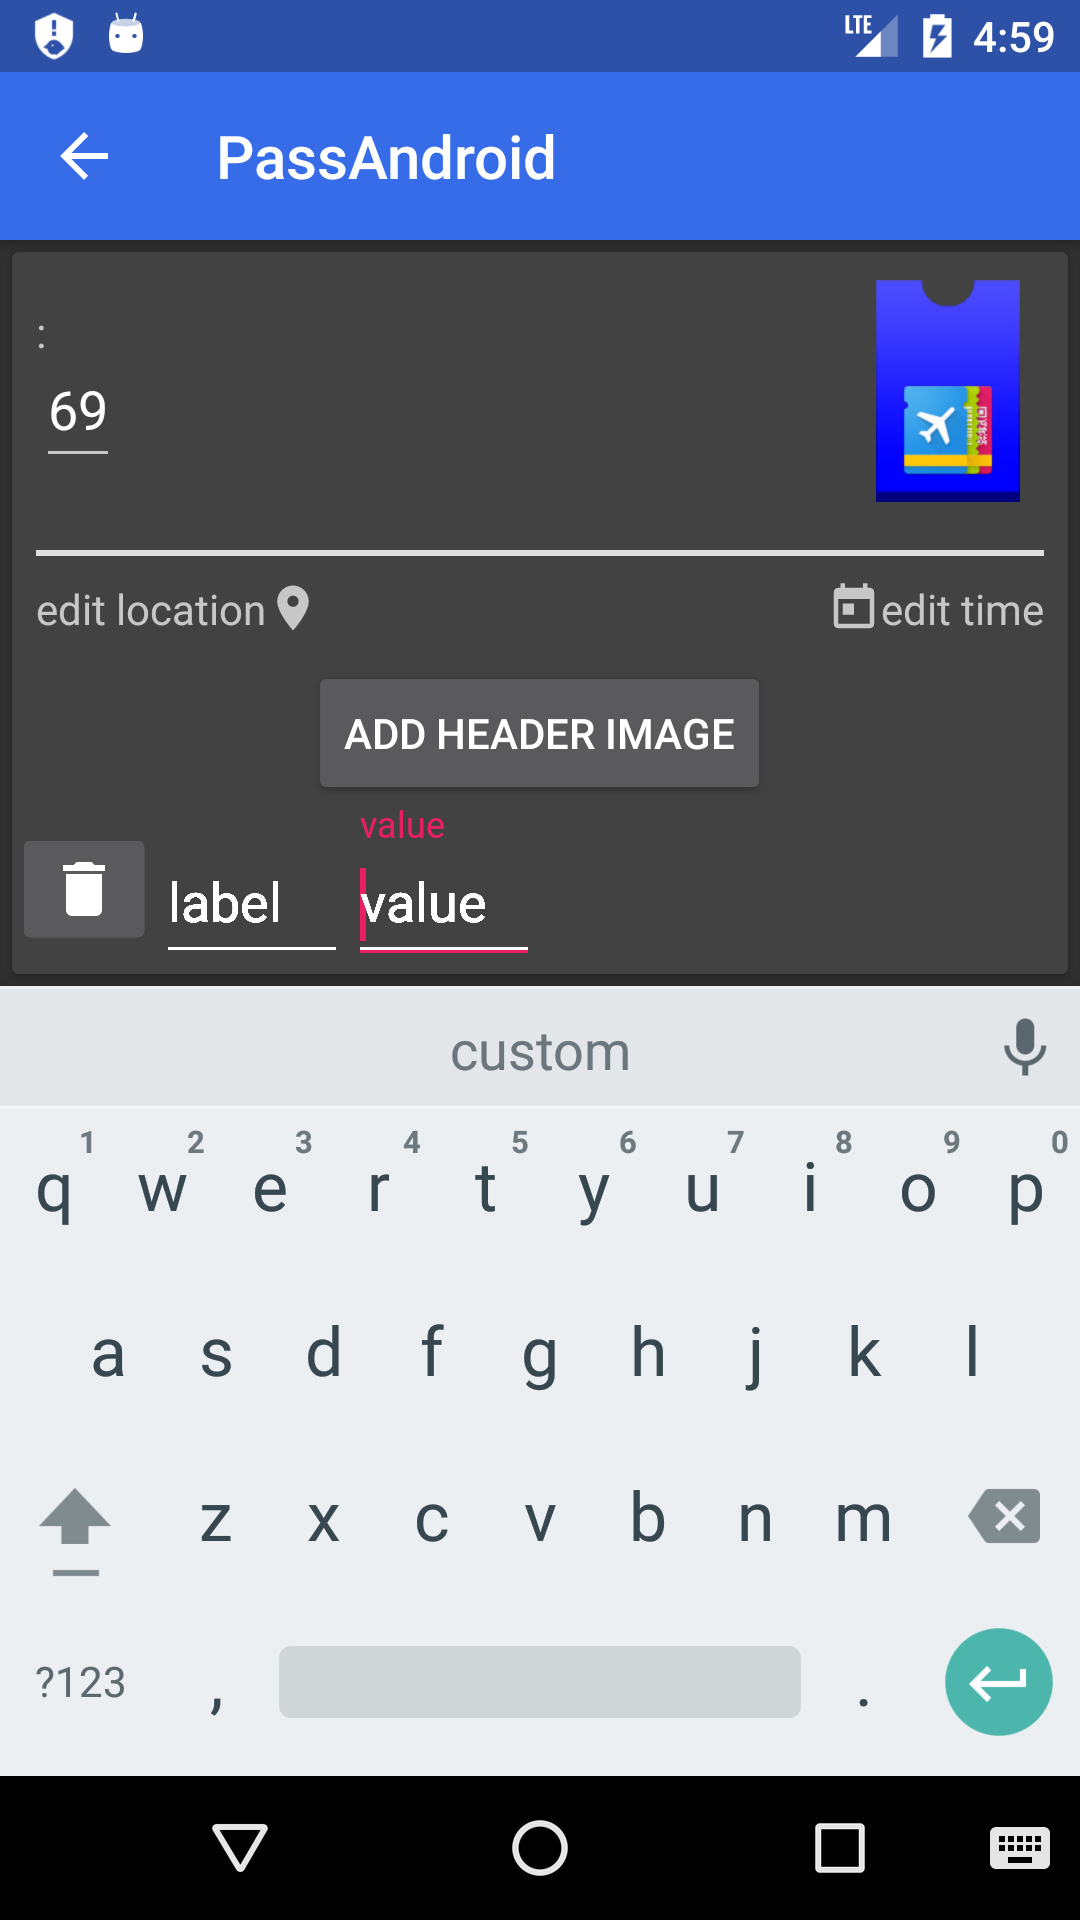 LTE 4:59
PassAndroid
:
69
edit location edit time
ADD HEADER IMAGE
value
label value
custom
1 2 3 4 5 6 7 8 9 0
q w e r t y u i o p
a s d f g h j k l
z x c v b n m
?123 , .